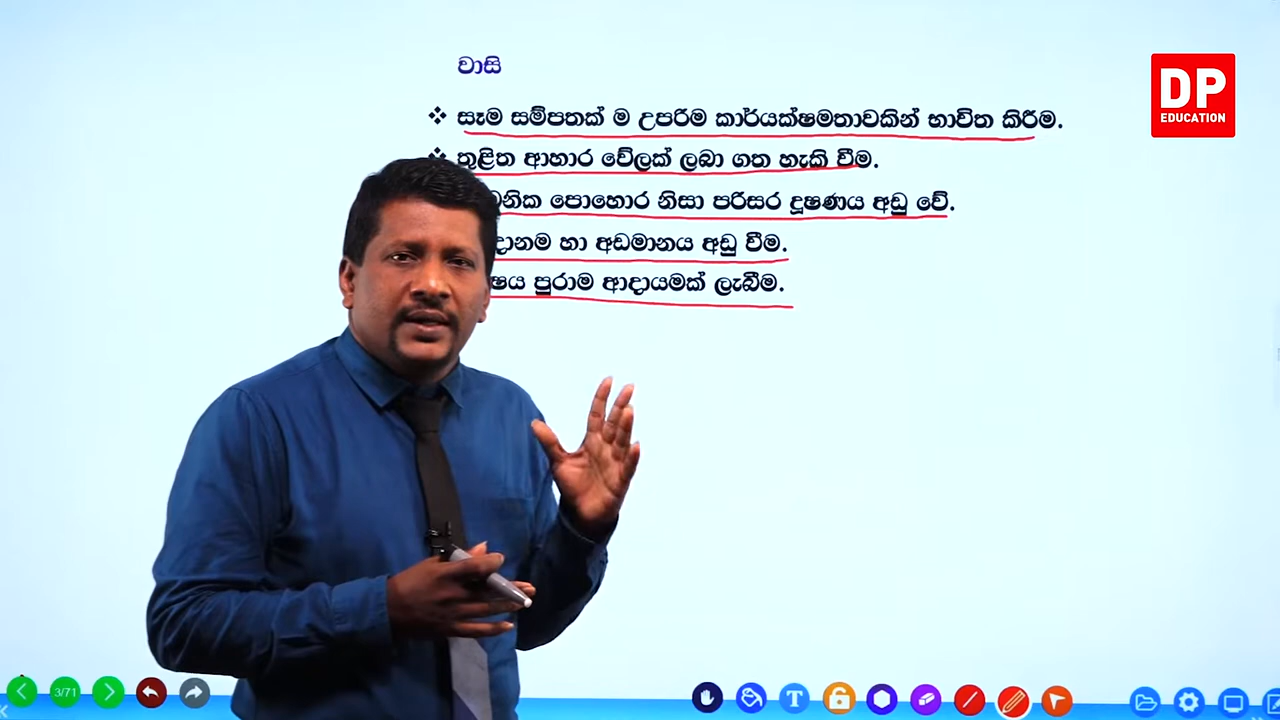 වාසි
DP
EDUCATION
සෑම සම්පතක් ම උපරිම කාර්යක්ෂමතාවකින් භාවිත කිරීම.
තුළිත ආහාර වේලක් ලබා ගත හැකි වීම.
පොහොර නිසා පරිසර දූෂණය අඩු වේ.
හා අඩමානය අඩු වීම.
පුරාම ආදායමක් ලැබීම.
3/71